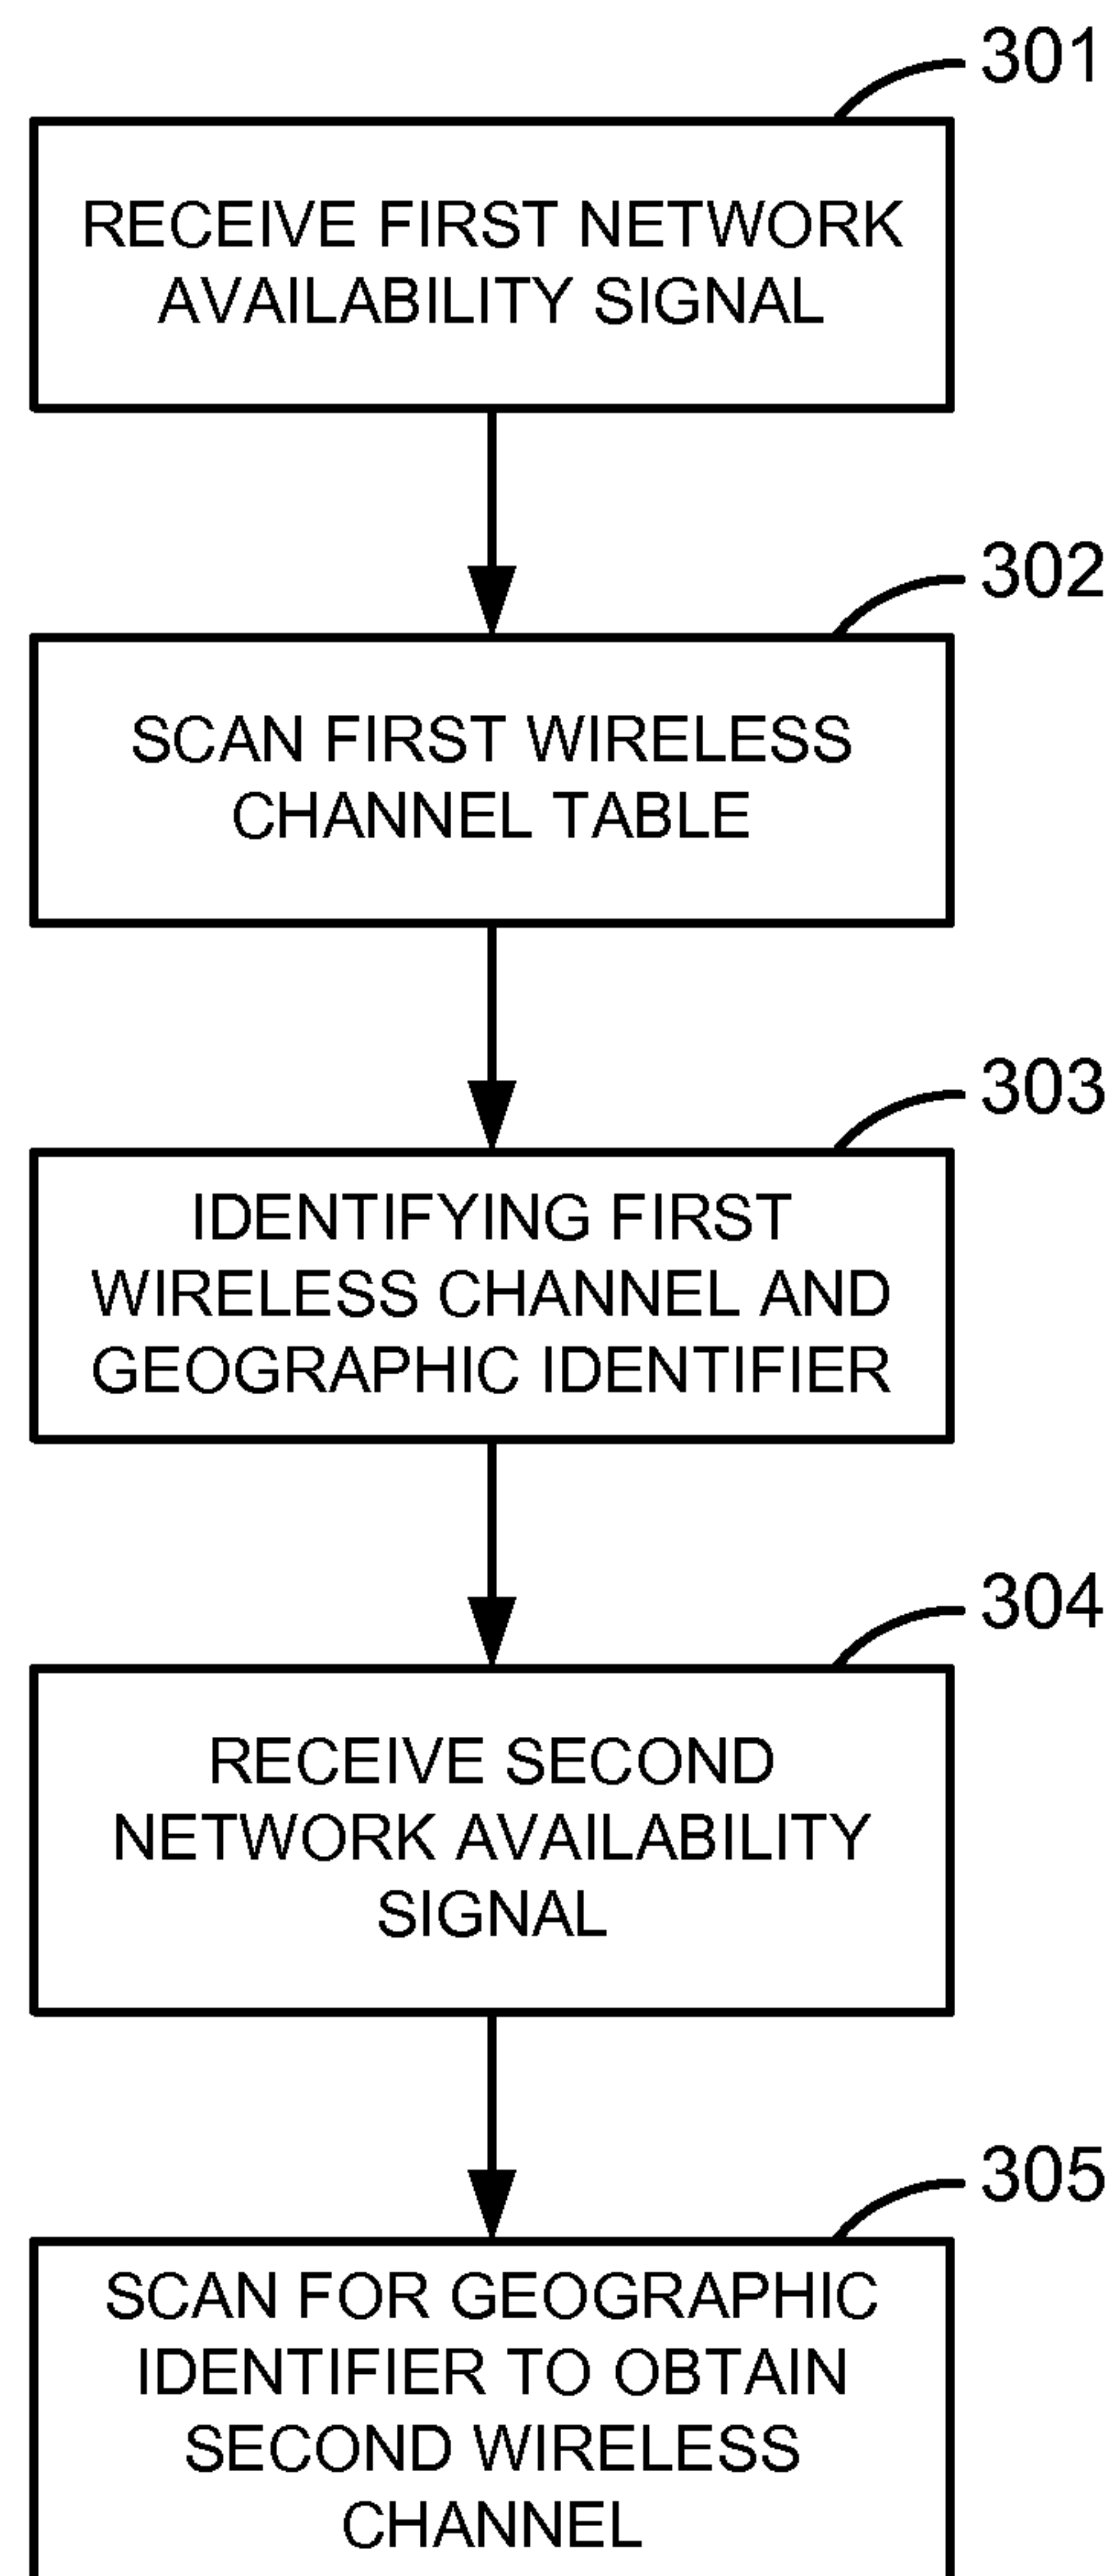 301
RECEIVE FIRST NETWORK
AVAILABILITY SIGNAL
302
SCAN FIRST WIRELESS
CHANNEL TABLE
303
IDENTIFYING FIRST
WIRELESS CHANNEL AND
GEOGRAPHIC IDENTIFIER
304
RECEIVE SECOND
NETWORK AVAILABILITY
SIGNAL
305
SCAN FOR GEOGRAPHIC
IDENTIFIER TO OBTAIN
SECOND WIRELESS
CHANNEL